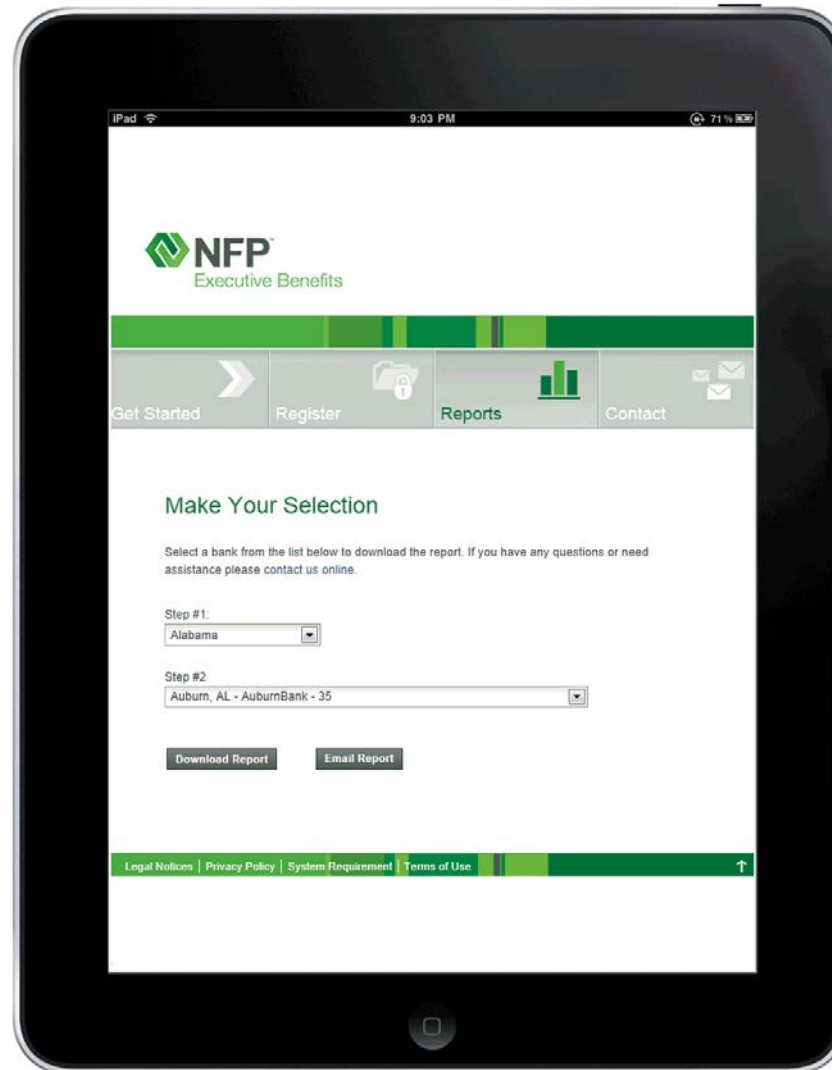 iPad 9:03 PM 71%
NFP™
Executive Benefits
Get Started Register Reports Contact
Make Your Selection
Select a bank from the list below to download the report. If you have any questions or need
assistance please contact us online.
Step #1:
Alabama
Step #2
Auburn, AL - AuburnBank - 35
Download Report Email Report
Legal Notices | Privacy Policy | System Requirement | Terms of Use